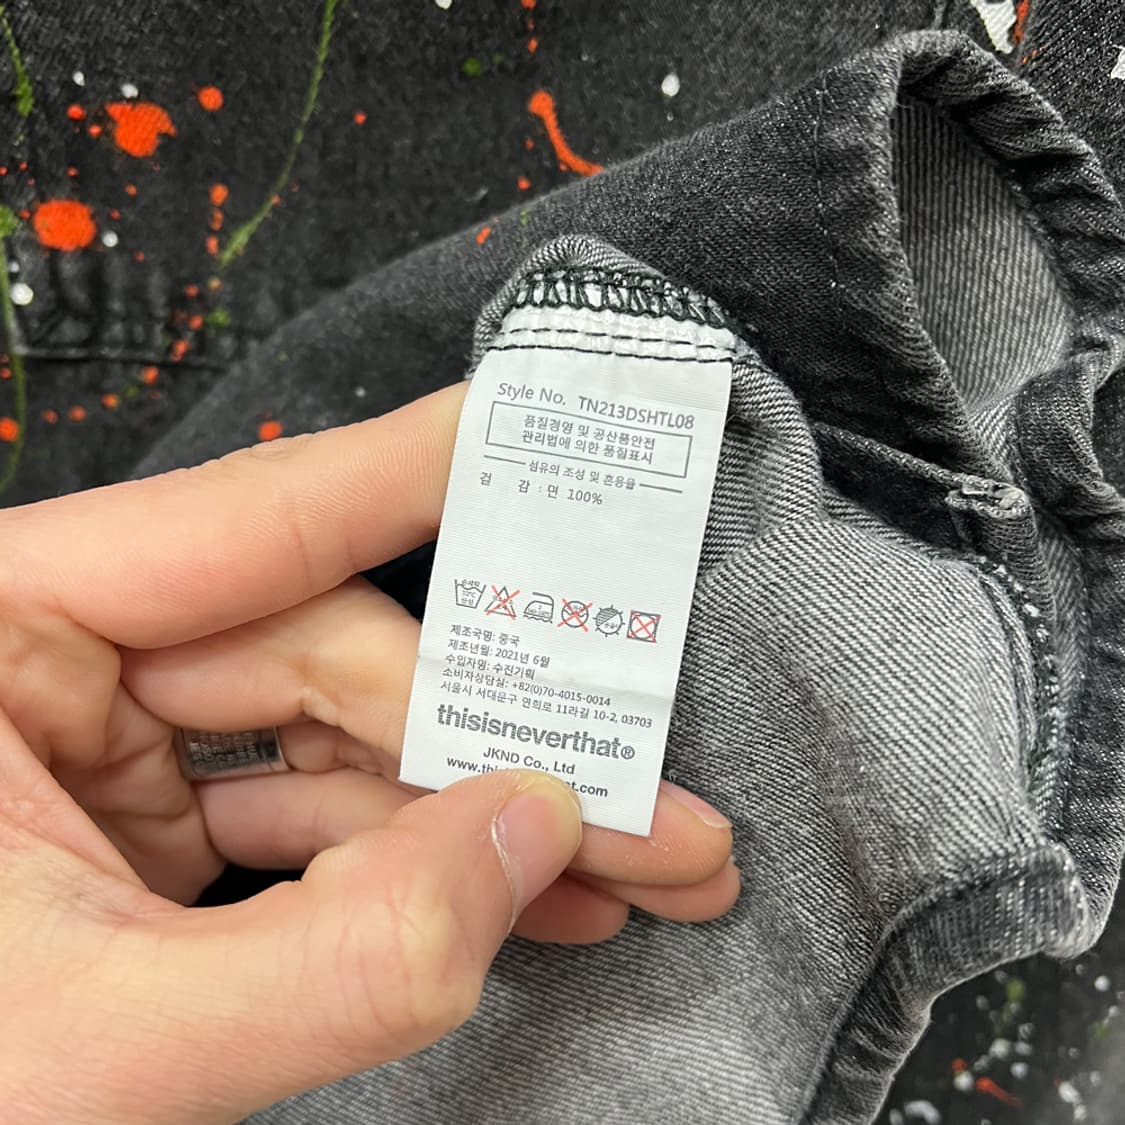 Style No. TN213DSHTL08
품질경영 및 공산품안전
관리법에 의한 품질표시
섬유의 조성 및 혼용율
겉 감 : 면 100%
제조국명: 중국
제조년월: 2021년 6월
수입자명: 수진기획
소비자상담실: +82(0)70-4015-0014
서울시 서대문구 연희로 11라길 10-2, 03703
thisisneverthat®
JKND Co., Ltd